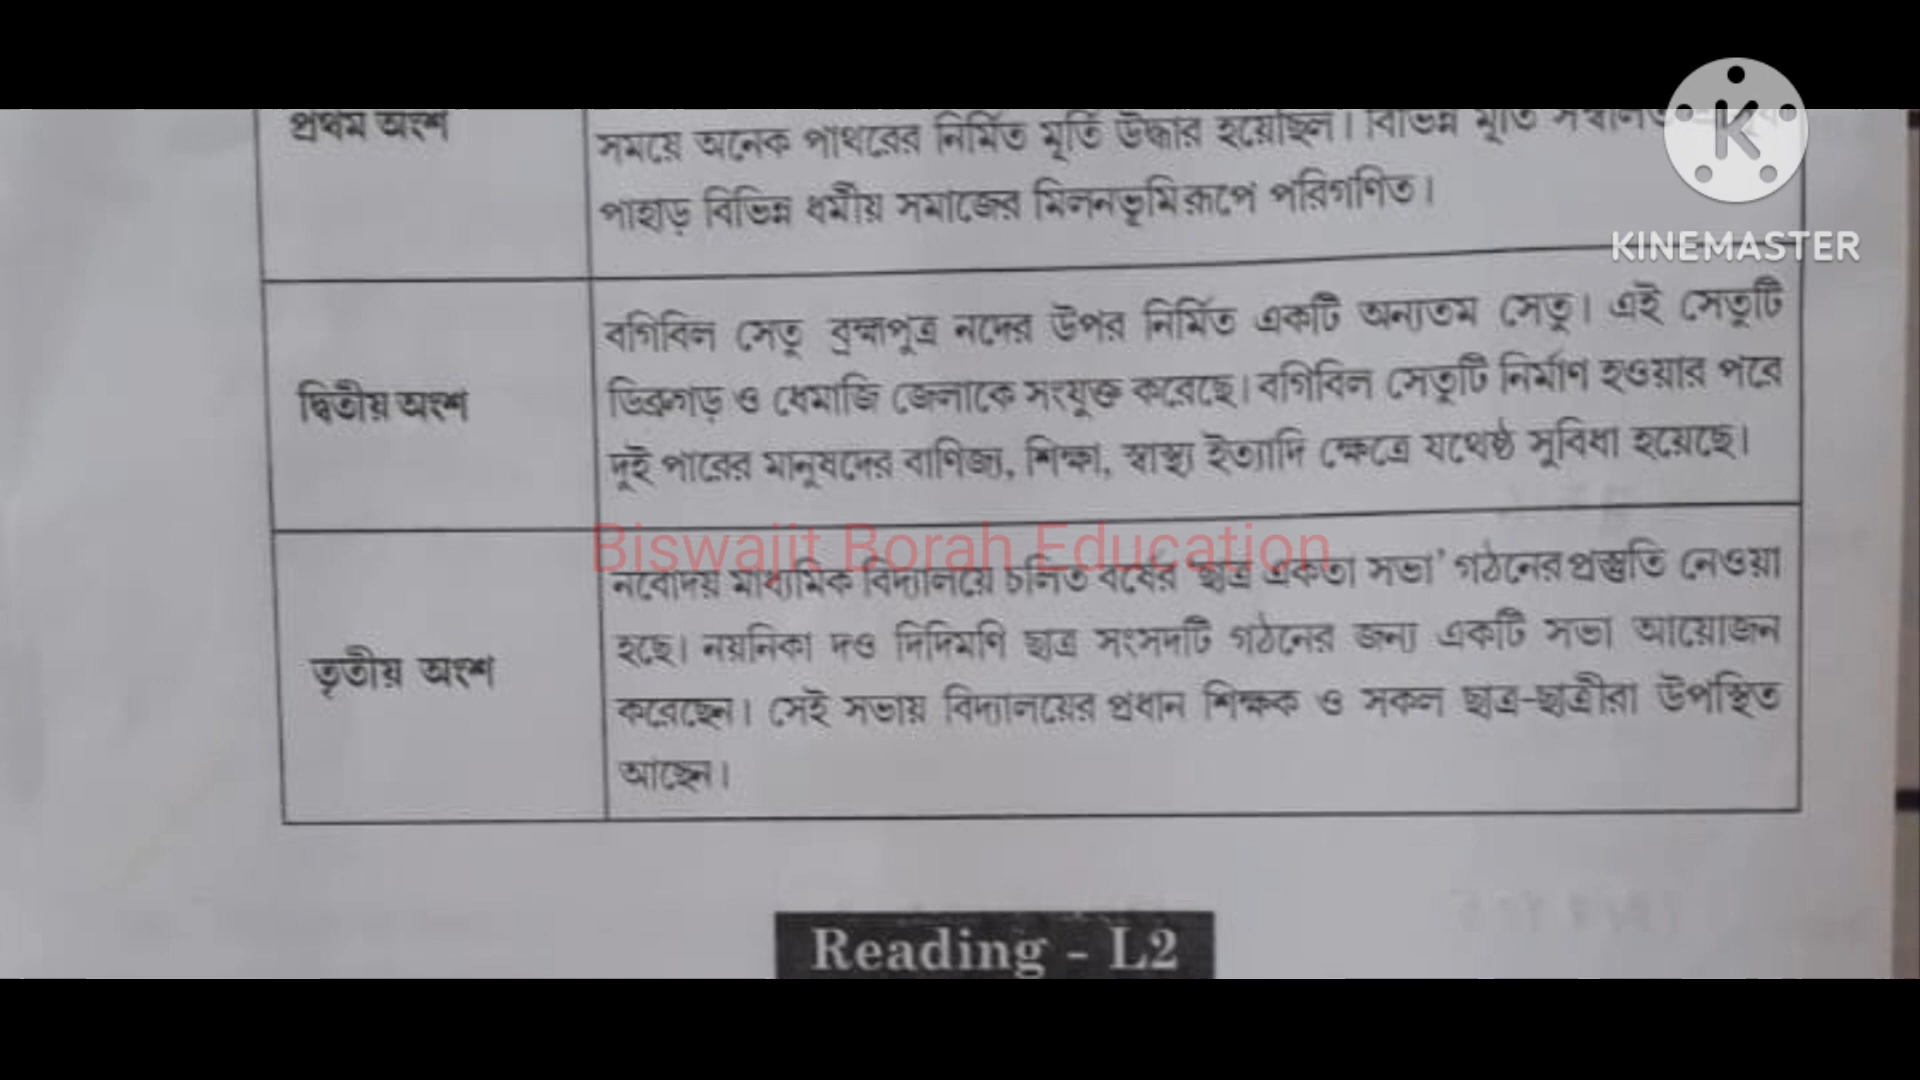 প্রথম অংশ
সময়ে অনেক পাথরের নির্মিত মূর্তি উদ্ধার হয়েছিল। বিভিন্ন মূর্তি
পাহাড় বিভিন্ন ধর্মীয় সমাজের মিলনভূমি রূপে পরিগণিত।
KINEMASTER
দ্বিতীয় অংশ
বগিবিল সেতু ব্রহ্মপুত্র নদের উপর নির্মিত একটি অন্যতম সেতু। এই সেতুটি
ডিব্রুগড় ও ধেমাজি জেলাকে সংযুক্ত করেছে। বগিবিল সেতুটি নির্মাণ হওয়ার পরে
দুই পারের মানুষদের বাণিজ্য, শিক্ষা, স্বাস্থ্য ইত্যাদি ক্ষেত্রে যথেষ্ঠ সুবিধা হয়েছে।
Biswajit Borah Education
তৃতীয় অংশ
নবোদয় মাধ্যমিক বিদ্যালয়ে চলিত বর্ষের 'ছাত্র একতা সভা' গঠনের প্রস্তুতি নেওয়া
হচ্ছে। নয়নিকা দত্ত দিদিমণি ছাত্র সংসদটি গঠনের জন্য একটি সভা আয়োজন
করেছেন। সেই সভায় বিদ্যালয়ের প্রধান শিক্ষক ও সকল ছাত্র-ছাত্রীরা উপস্থিত
আছেন।
Reading - L2